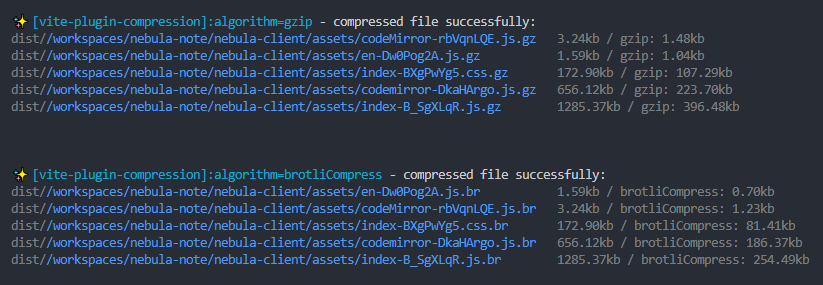 ✨ [vite-plugin-compression]:algorithm=gzip - compressed file successfully:
dist//workspaces/nebula-note/nebula-client/assets/codeMirror-rbVqnLQE.js.gz 3.24kb / gzip: 1.48kb
dist//workspaces/nebula-note/nebula-client/assets/en-Dw0Pog2A.js.gz 1.59kb / gzip: 1.04kb
dist//workspaces/nebula-note/nebula-client/assets/index-BXgPwYg5.css.gz 172.90kb / gzip: 107.29kb
dist//workspaces/nebula-note/nebula-client/assets/codemirror-DkaHArgo.js.gz 656.12kb / gzip: 223.70kb
dist//workspaces/nebula-note/nebula-client/assets/index-B_SgXLqR.js.gz 1285.37kb / gzip: 396.48kb
✨ [vite-plugin-compression]:algorithm=brotliCompress - compressed file successfully:
dist//workspaces/nebula-note/nebula-client/assets/en-Dw0Pog2A.js.br 1.59kb / brotliCompress: 0.70kb
dist//workspaces/nebula-note/nebula-client/assets/codeMirror-rbVqnLQE.js.br 3.24kb / brotliCompress: 1.23kb
dist//workspaces/nebula-note/nebula-client/assets/index-BXgPwYg5.css.br 172.90kb / brotliCompress: 81.41kb
dist//workspaces/nebula-note/nebula-client/assets/codemirror-DkaHArgo.js.br 656.12kb / brotliCompress: 186.37kb
dist//workspaces/nebula-note/nebula-client/assets/index-B_SgXLqR.js.br 1285.37kb / brotliCompress: 254.49kb